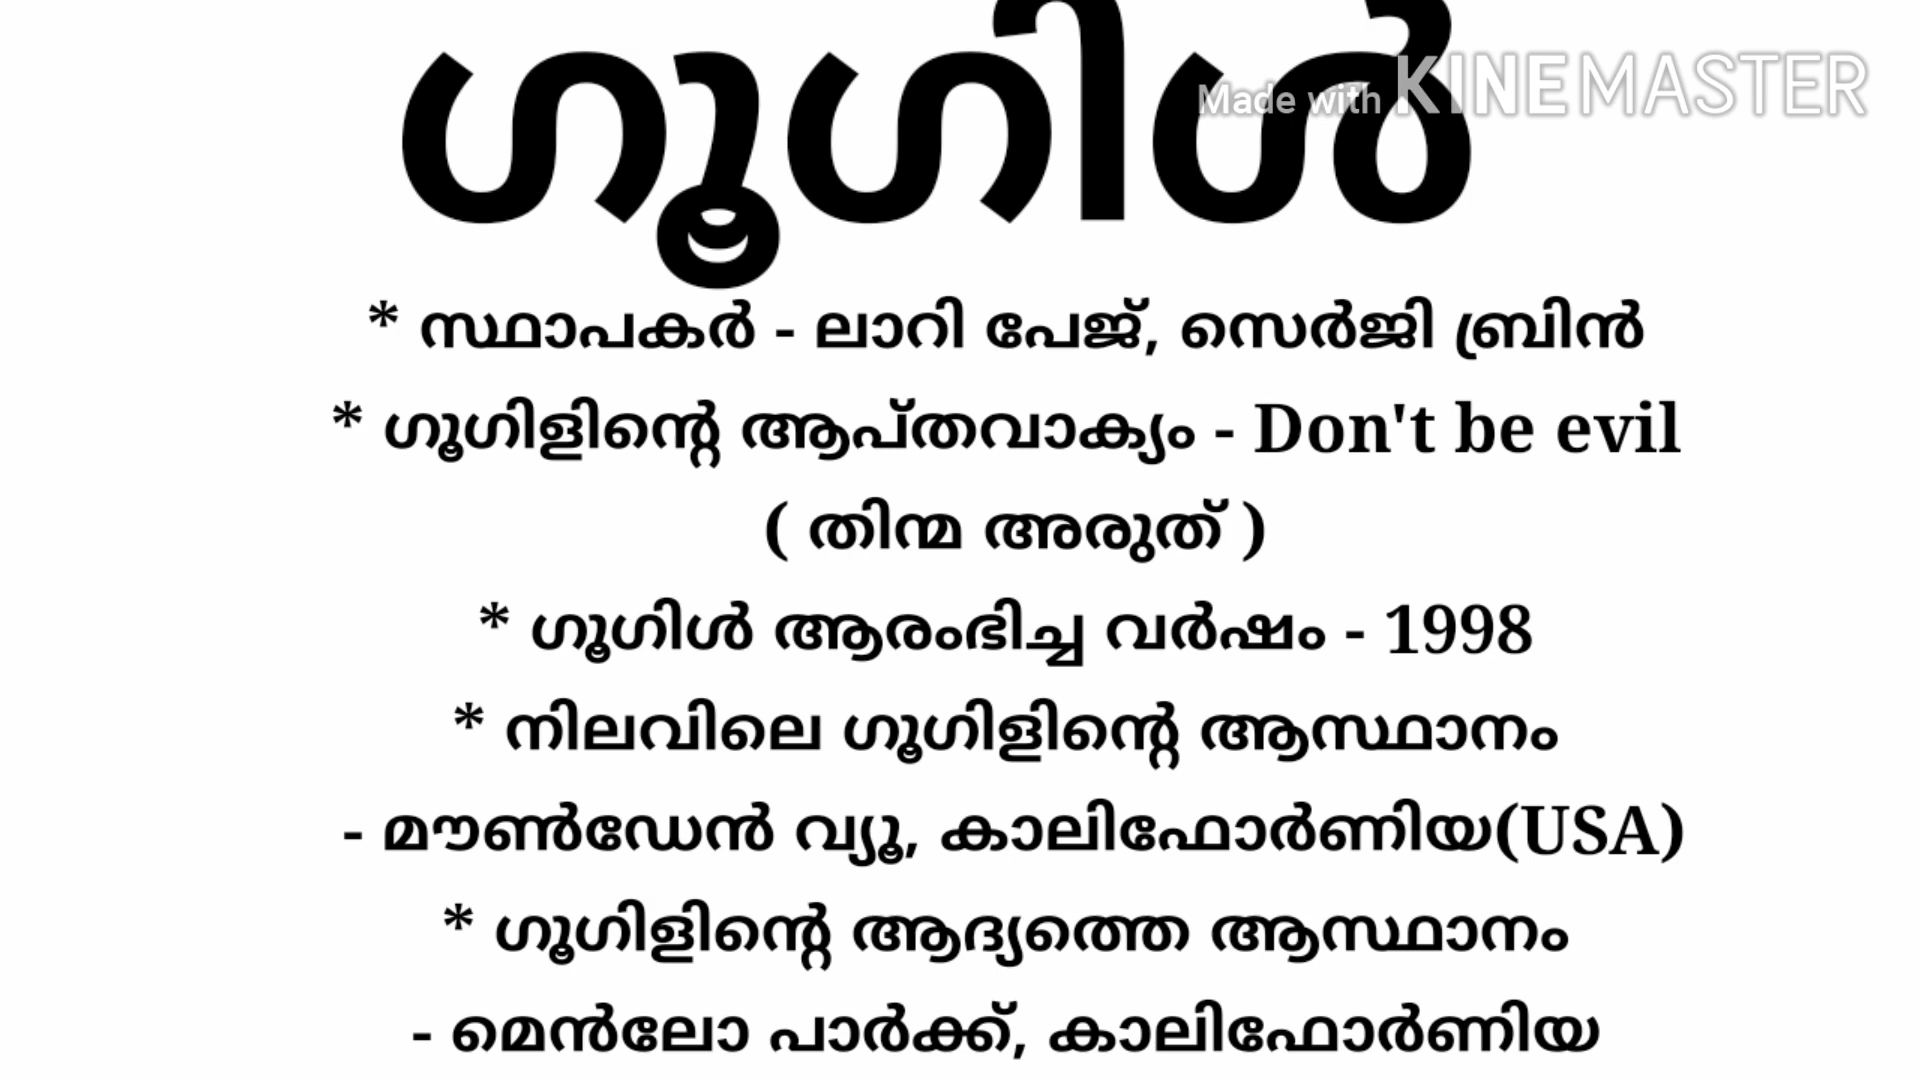 ഗൂഗിൾ
Made with KINEMASTER
* സ്ഥാപകർ - ലാറി പേജ്, സെർജി ബ്രിൻ
* ഗൂഗിളിന്റെ ആപ്തവാക്യം - Don't be evil
( തിന്മ അരുത് )
* ഗൂഗിൾ ആരംഭിച്ച വർഷം - 1998
* നിലവിലെ ഗൂഗിളിന്റെ ആസ്ഥാനം
- മൗൺഡേൻ വ്യൂ, കാലിഫോർണിയ(USA)
* ഗൂഗിളിന്റെ ആദ്യത്തെ ആസ്ഥാനം
- മെൻലോ പാർക്ക്, കാലിഫോർണിയ